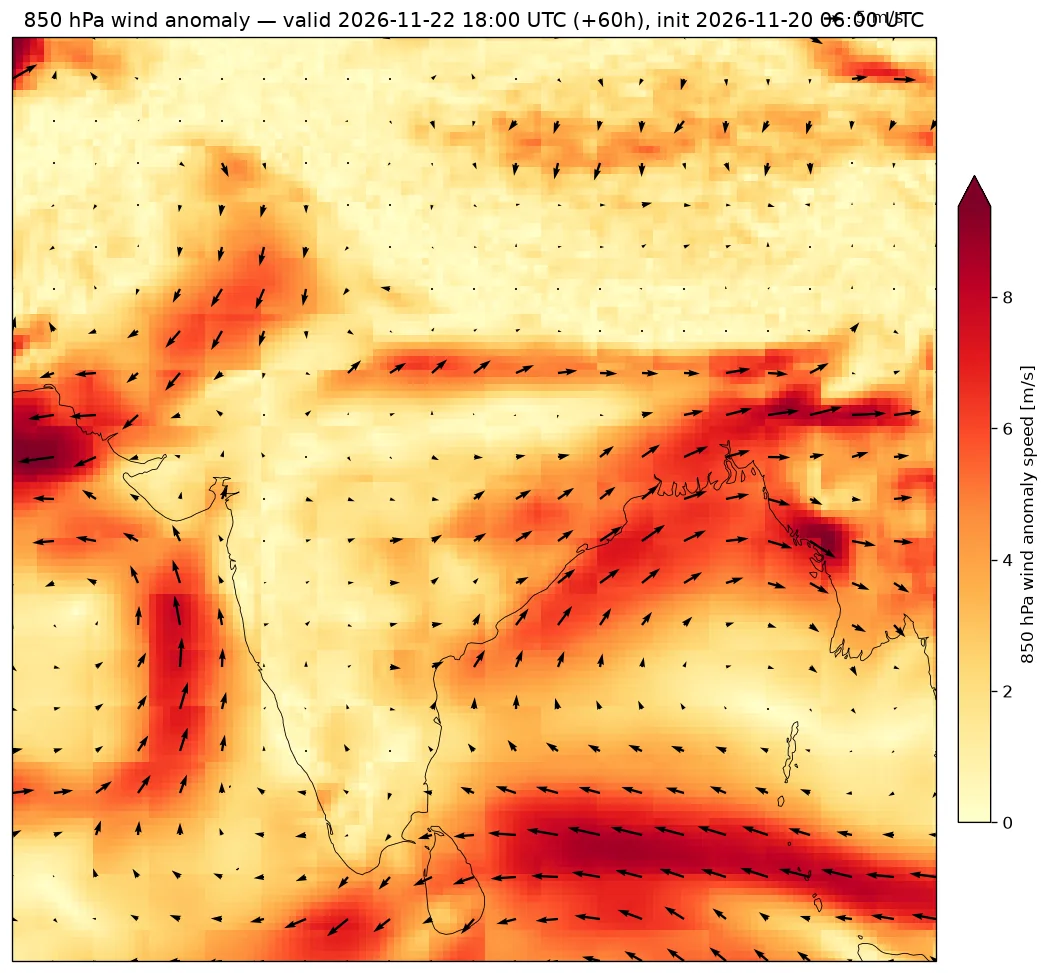 850 hPa wind anomaly — valid 2026-11-22 18:00 UTC (+60h), init 2026-11-20 06:00 UTC
5 m/s
8
6
4
2
0
850 hPa wind anomaly speed [m/s]